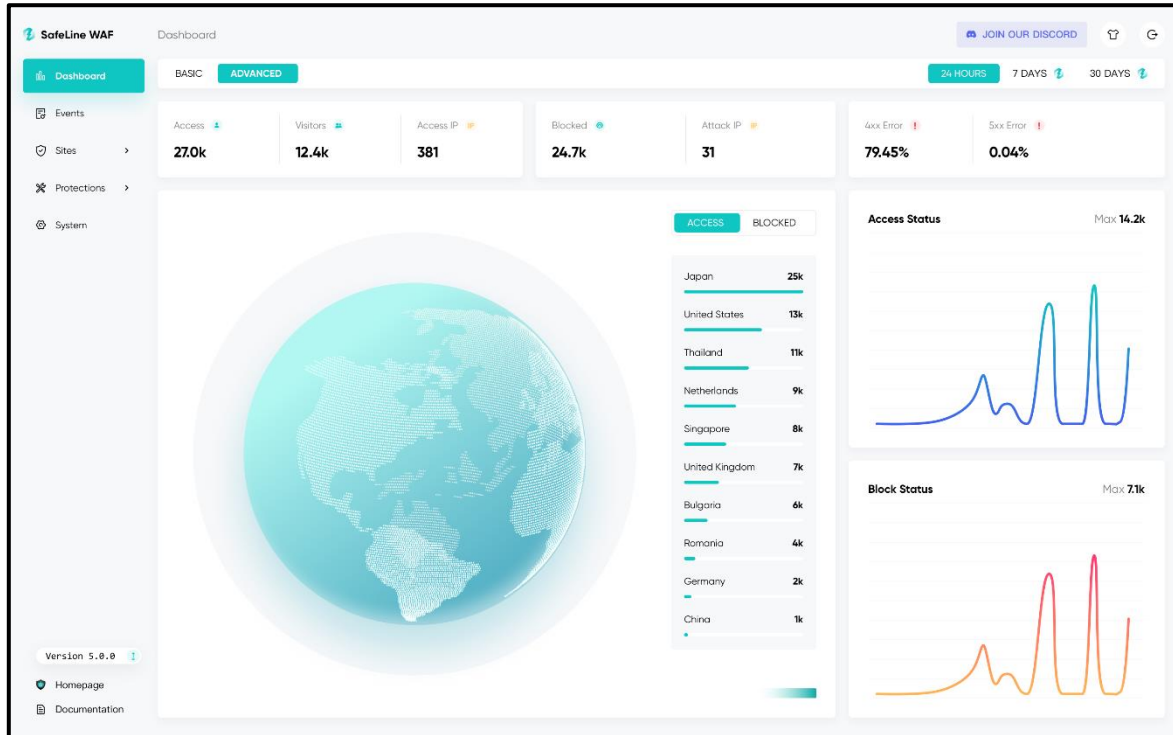 SafeLine WAF
Dashboard
JOIN OUR DISCORD
Dashboard
Events
Sites
Protections
System
BASIC ADVANCED
24 HOURS 7 DAYS 30 DAYS
Access Visitors Access IP
27.0k 12.4k 381
Blocked Attack IP
24.7k 31
4xx Error 5xx Error
79.45% 0.04%
ACCESS BLOCKED
Japan 25k
United States 13k
Thailand 11k
Netherlands 9k
Singapore 8k
United Kingdom 7k
Bulgaria 6k
Romania 4k
Germany 2k
China 1k
Access Status Max 14.2k
Block Status Max 7.1k
Version 5.0.0
Homepage
Documentation